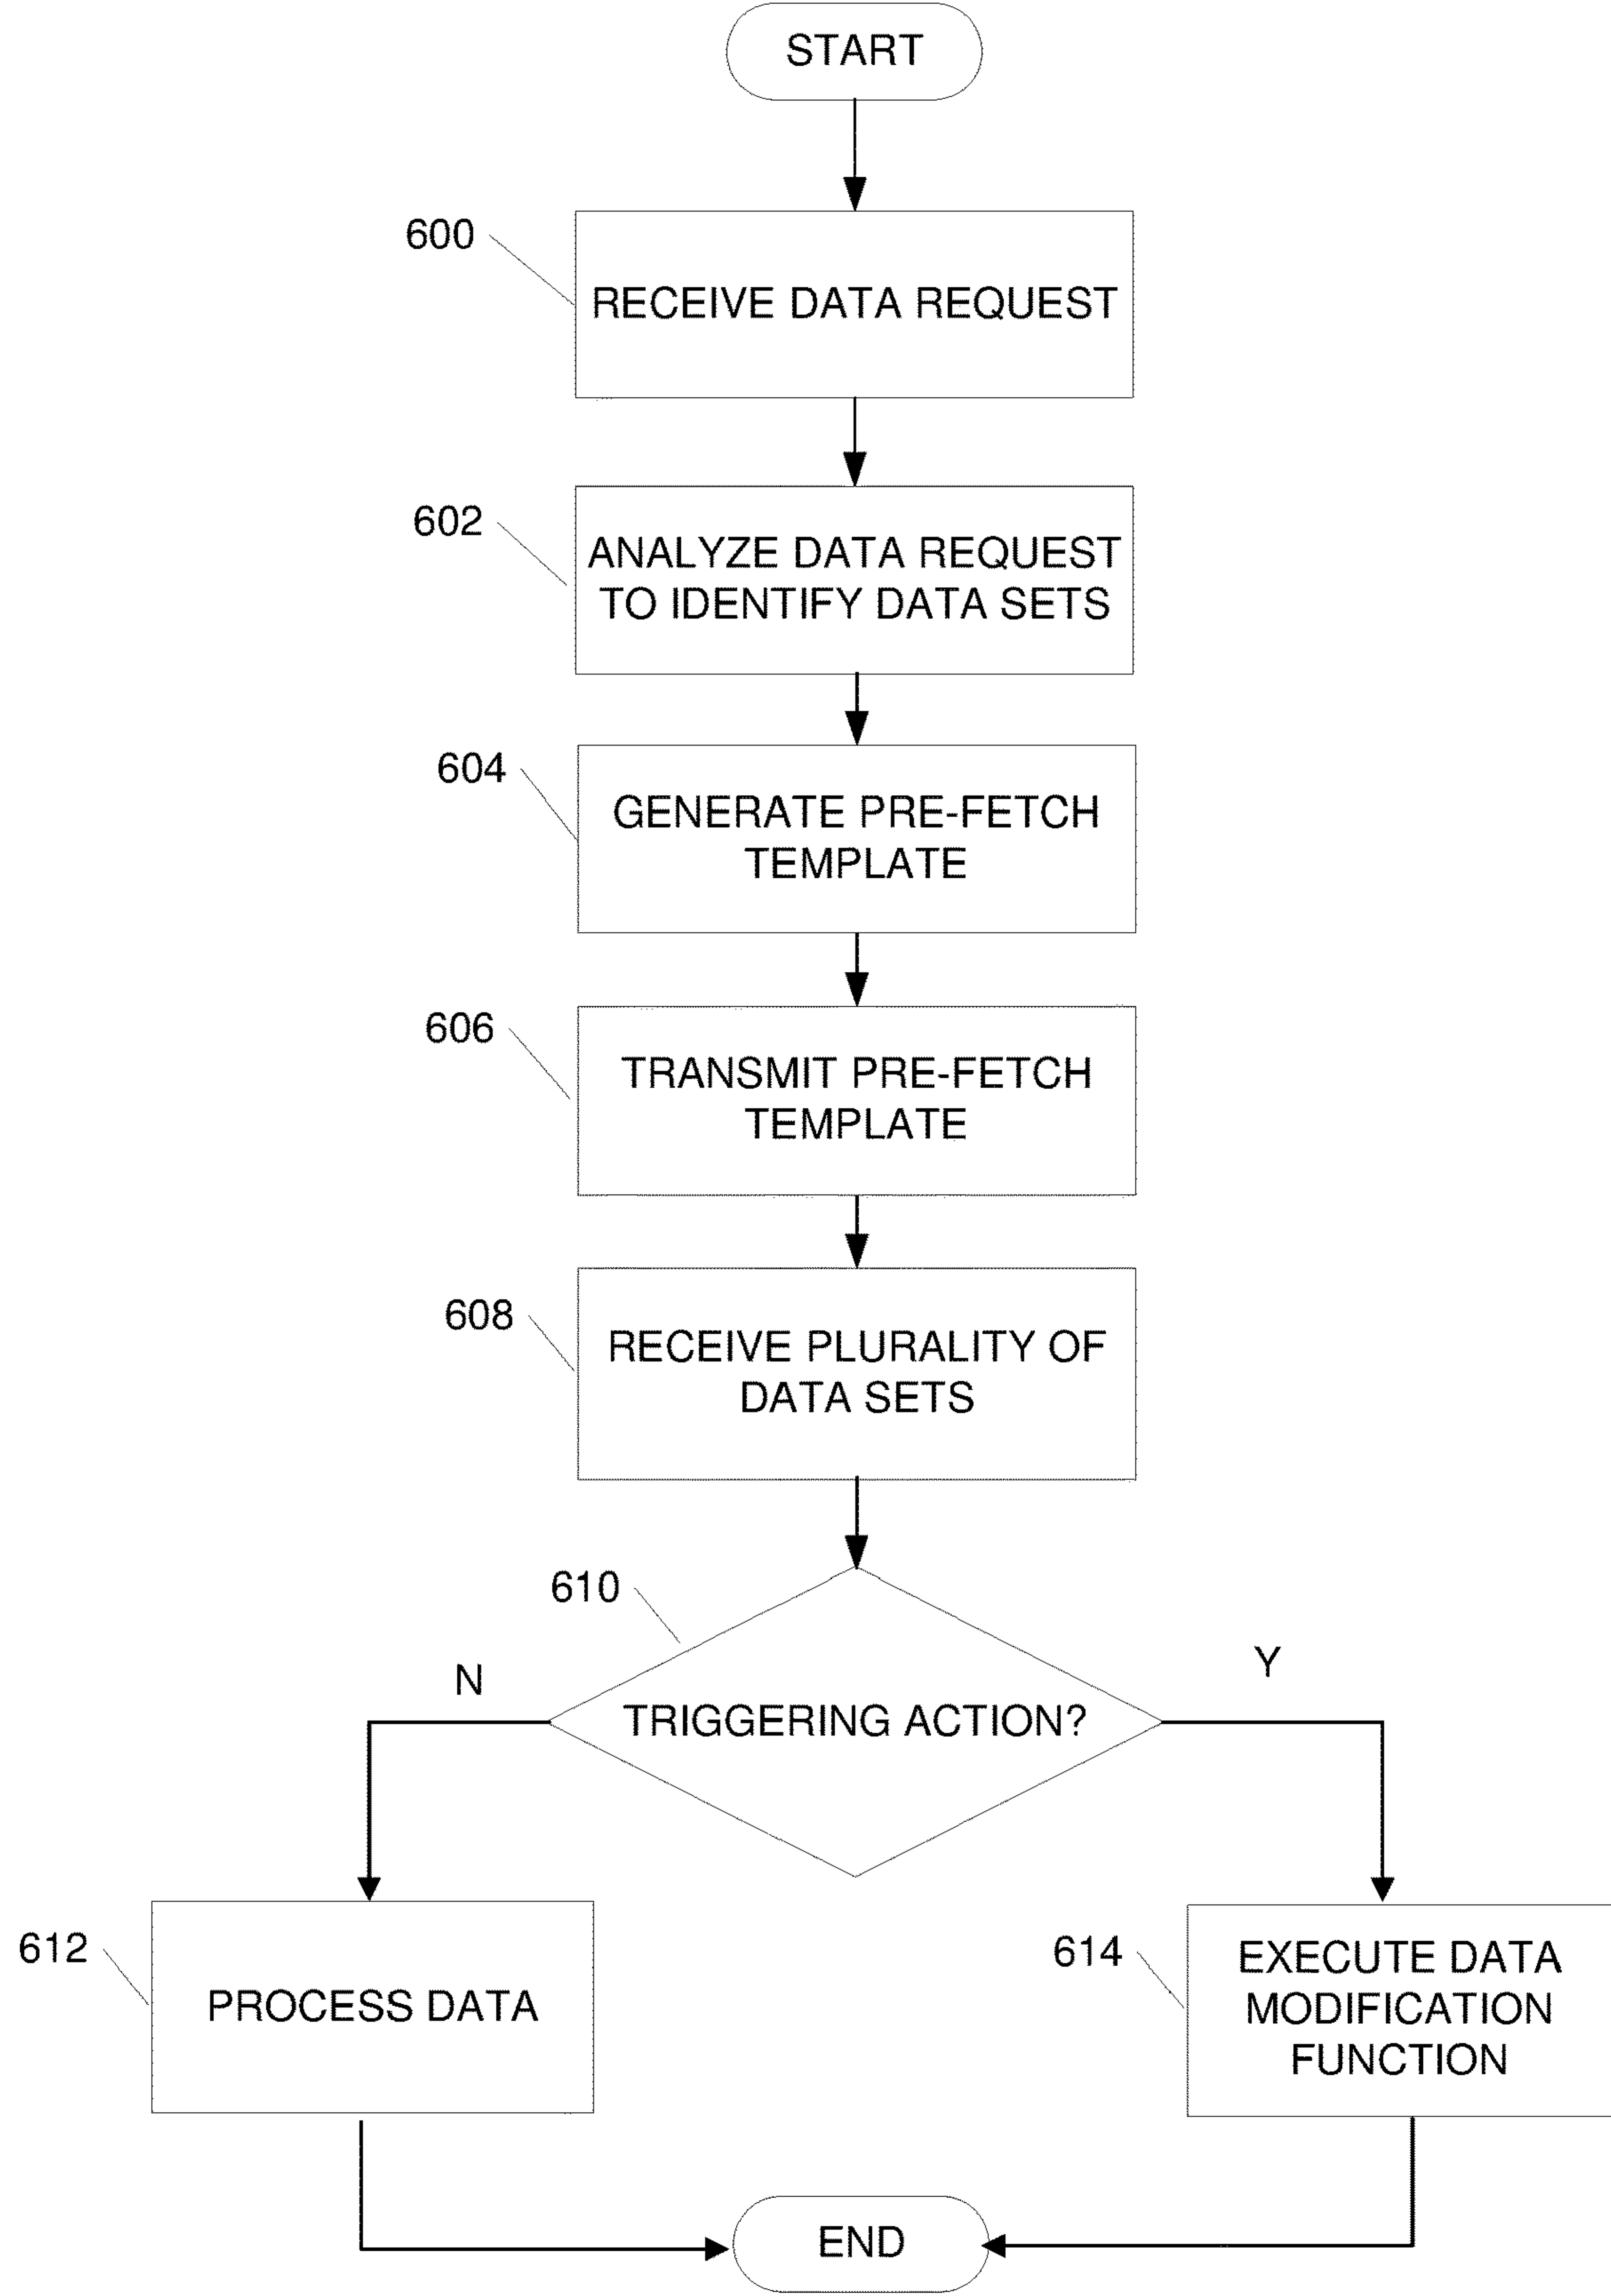 START
600
RECEIVE DATA REQUEST
602
ANALYZE DATA REQUEST
TO IDENTIFY DATA SETS
604
GENERATE PRE-FETCH
TEMPLATE
606
TRANSMIT PRE-FETCH
TEMPLATE
608
RECEIVE PLURALITY OF
DATA SETS
610
N
Y
TRIGGERING ACTION?
612
PROCESS DATA
614
EXECUTE DATA
MODIFICATION
FUNCTION
END